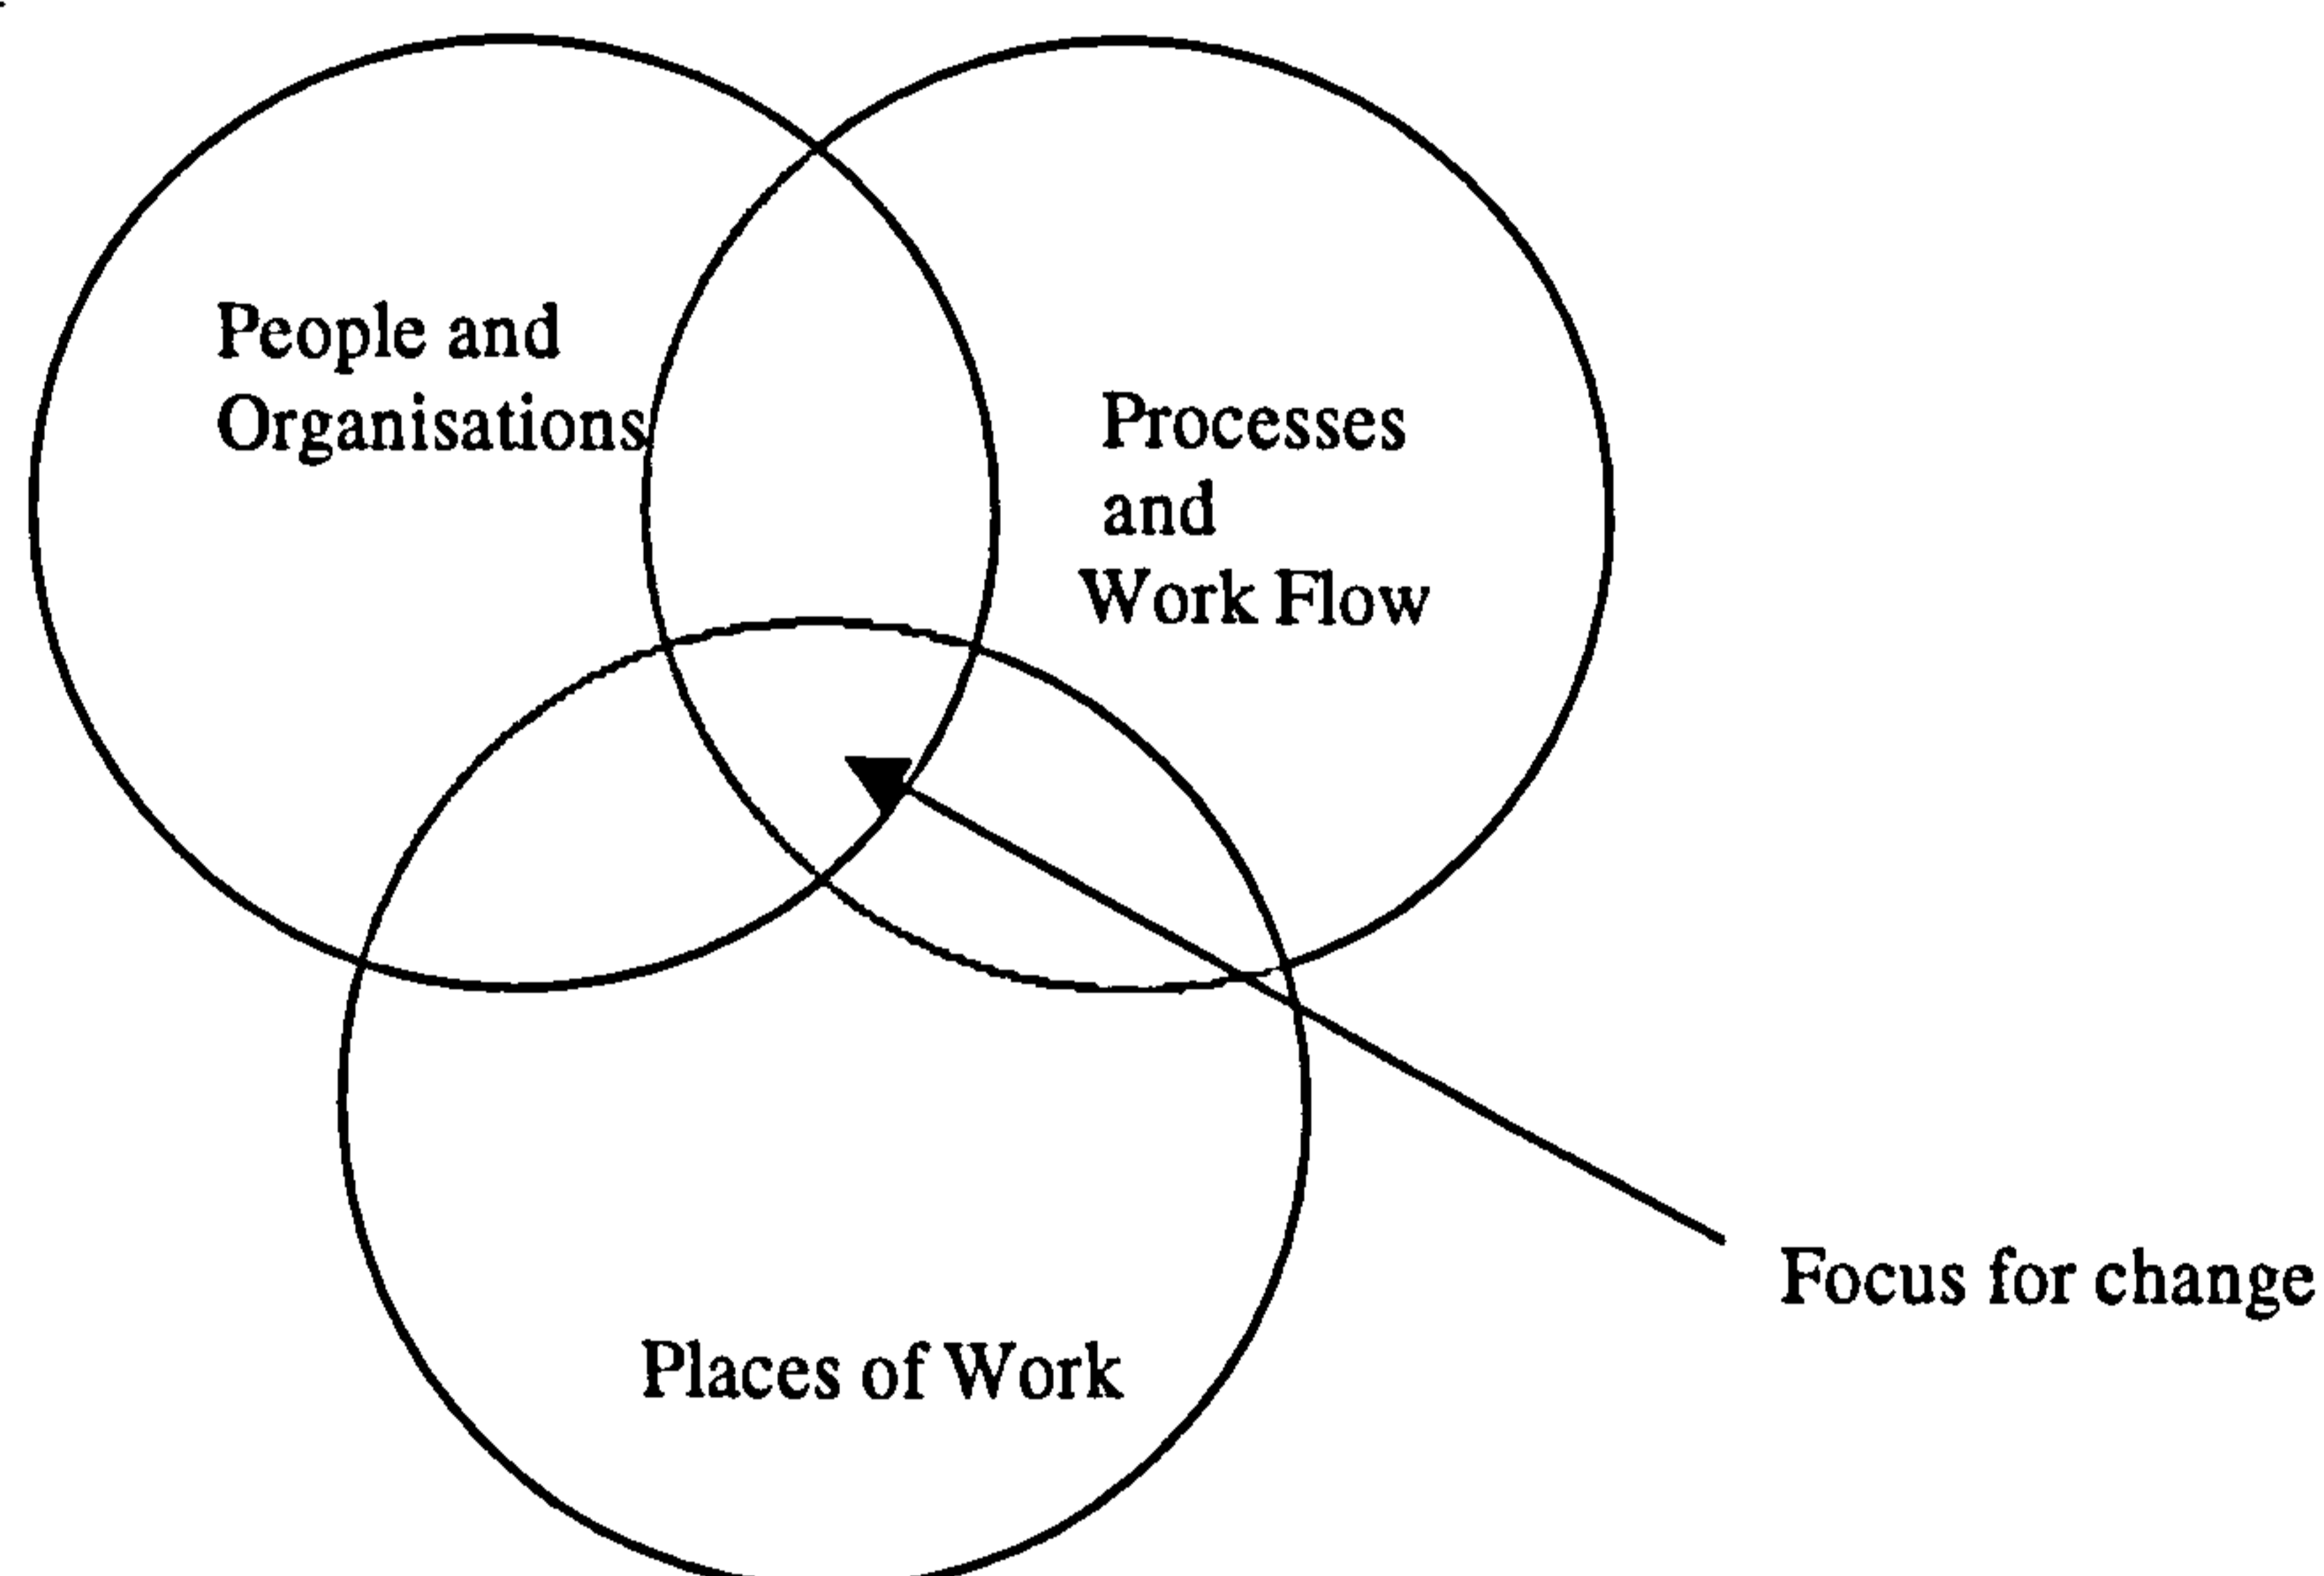 People and
Organisations
Processes
and
Work Flow
Places of Work
Focus for change